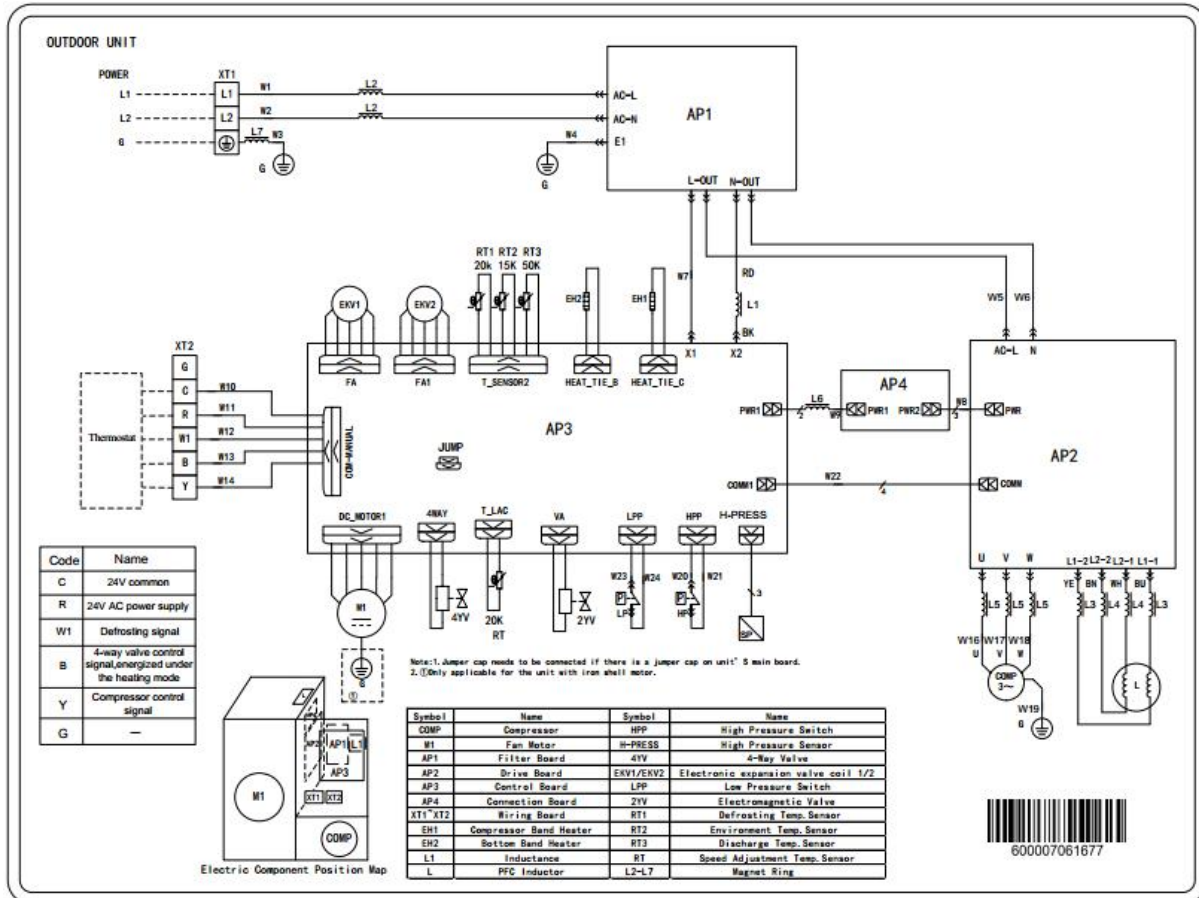 OUTDOOR UNIT
POWER
XT1
L1
L1
W1
L2
AC-L
L2
L2
W2
L2
AC-N
G
L7
W3
G
W4
G
E1
AP1
L-OUT
N-OUT
RT1 RT2 RT3
20k 15K 50K
W7
RD
L1
BK
W5
W6
EKV1
EKV2
EH2
EH1
X1
X2
AC-L
N
FA
FA1
T_SENSOR2
HEAT_TIE_B
HEAT_TIE_C
XT2
G
C
W10
R
W11
Thermostat
W1
W12
B
W13
Y
W14
COM-MANUAL
AP3
JUMP
PWR1
2
L6
W9
PWR1
AP4
PWR2
3
W8
PWR
AP2
COMM1
W22
4
COMM
DC_MOTOR1
4WAY
T_LAC
VA
LPP
HPP
H-PRESS
M1
G
①
4YV
20K
RT
2YV
W23
W24
P
LP
W20
W21
P
HP
3
SP
U
V
W
L1-2
L2-2
L2-1
L1-1
YE
BN
WH
BU
L5
L5
L5
L3
L4
L4
L3
W16
W17
W18
U
V
W
COMP
3～
W19
G
L
Code Name
C 24V common
R 24V AC power supply
W1 Defrosting signal
B 4-way valve control
signal,energized under
the heating mode
Y Compressor control
signal
G —
Note:1.Jumper cap needs to be connected if there is a jumper cap on unit' S main board.
2.①Only applicable for the unit with iron shell motor.
L
AP2
AP1
L1
AP3
XT1
XT2
M1
COMP
Electric Component Position Map
Symbol Name Symbol Name
COMP Compressor HPP High Pressure Switch
M1 Fan Motor H-PRESS High Pressure Sensor
AP1 Filter Board 4YV 4-Way Valve
AP2 Drive Board EKV1/EKV2 Electronic expansion valve coil 1/2
AP3 Control Board LPP Low Pressure Switch
AP4 Connection Board 2YV Electromagnetic Valve
XT1~XT2 Wiring Board RT1 Defrosting Temp.Sensor
EH1 Compressor Band Heater RT2 Environment Temp.Sensor
EH2 Bottom Band Heater RT3 Discharge Temp.Sensor
L1 Inductance RT Speed Adjustment Temp.Sensor
L PFC Inductor L2-L7 Magnet Ring
600007061677